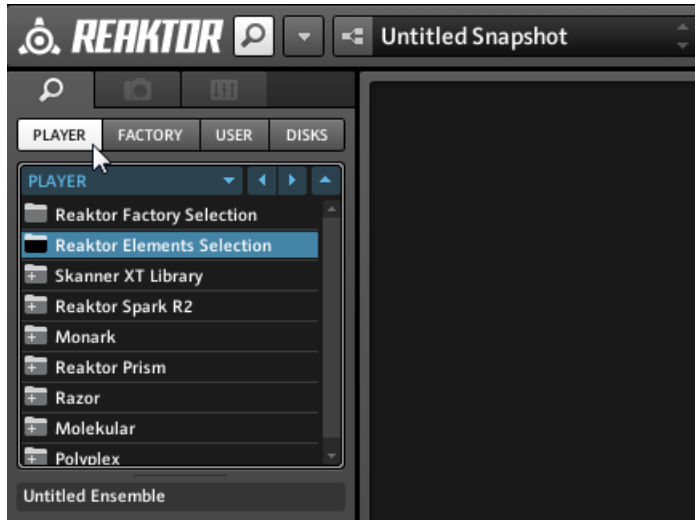 REAKTOR Untitled Snapshot
PLAYER FACTORY USER DISKS
PLAYER
Reaktor Factory Selection
Reaktor Elements Selection
Skanner XT Library
Reaktor Spark R2
Monark
Reaktor Prism
Razor
Molekular
Polyplex
Untitled Ensemble